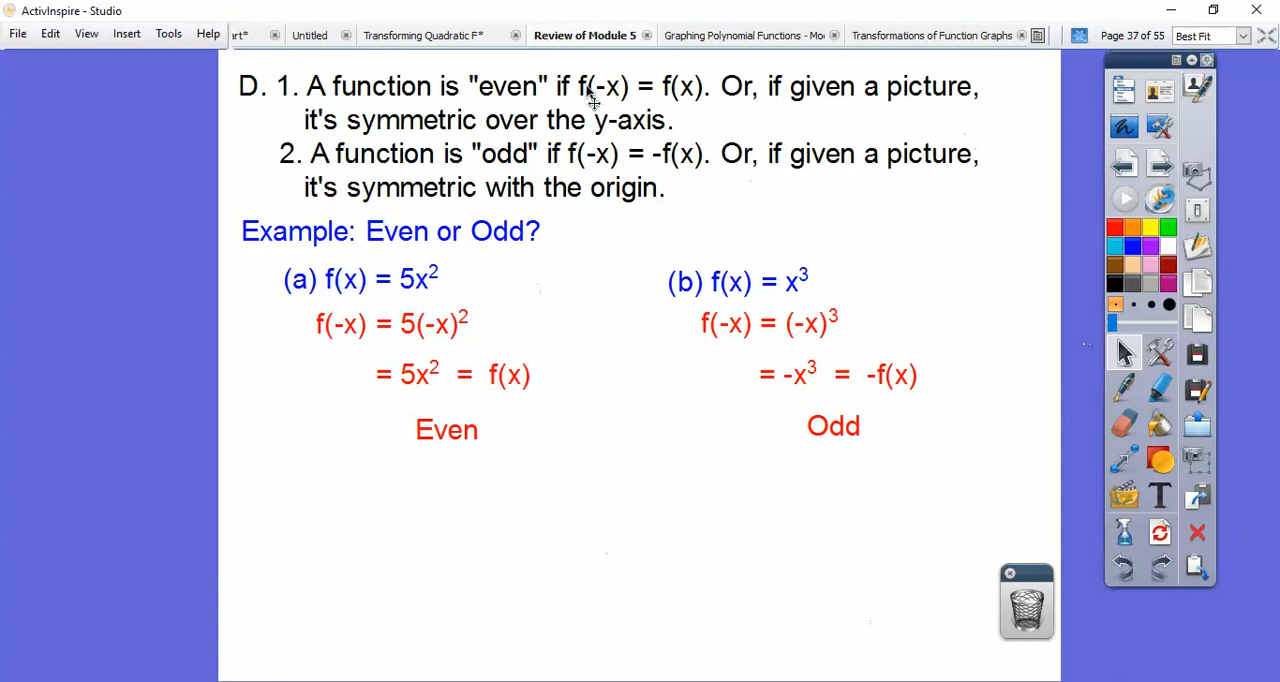 ActivInspire - Studio
File Edit View Insert Tools Help art* Untitled Transforming Quadratic F* Review of Module 5 Graphing Polynomial Functions - Mo Transformations of Function Graphs Page 37 of 55 Best Fit
D. 1. A function is "even" if f(-x) = f(x). Or, if given a picture,
it's symmetric over the y-axis.
2. A function is "odd" if f(-x) = -f(x). Or, if given a picture,
it's symmetric with the origin.
Example: Even or Odd?
(a) f(x) = 5x² (b) f(x) = x³
f(-x) = 5(-x)² f(-x) = (-x)³
= 5x² = f(x) = -x³ = -f(x)
Even Odd